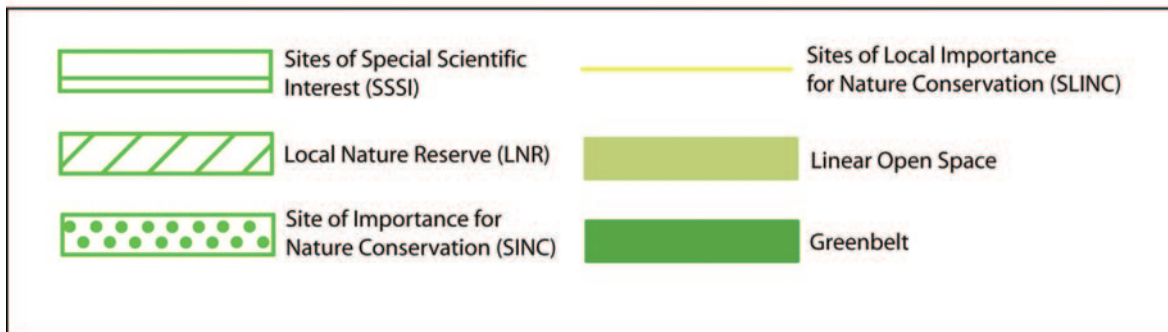 Sites of Special Scientific
Interest (SSSI)
Local Nature Reserve (LNR)
Site of Importance for
Nature Conservation (SINC)
Sites of Local Importance
for Nature Conservation (SLINC)
Linear Open Space
Greenbelt